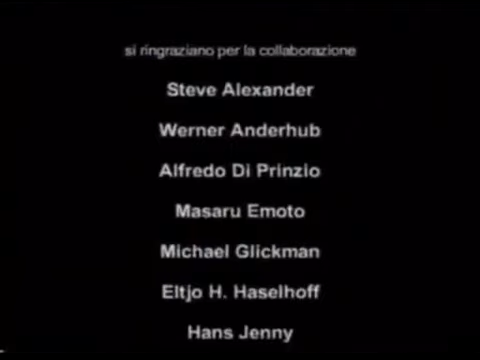 si ringraziano per la collaborazione
Steve Alexander
Werner Anderhub
Alfredo Di Prinzio
Masaru Emoto
Michael Glickman
Eltjo H. Haselhoff
Hans Jenny